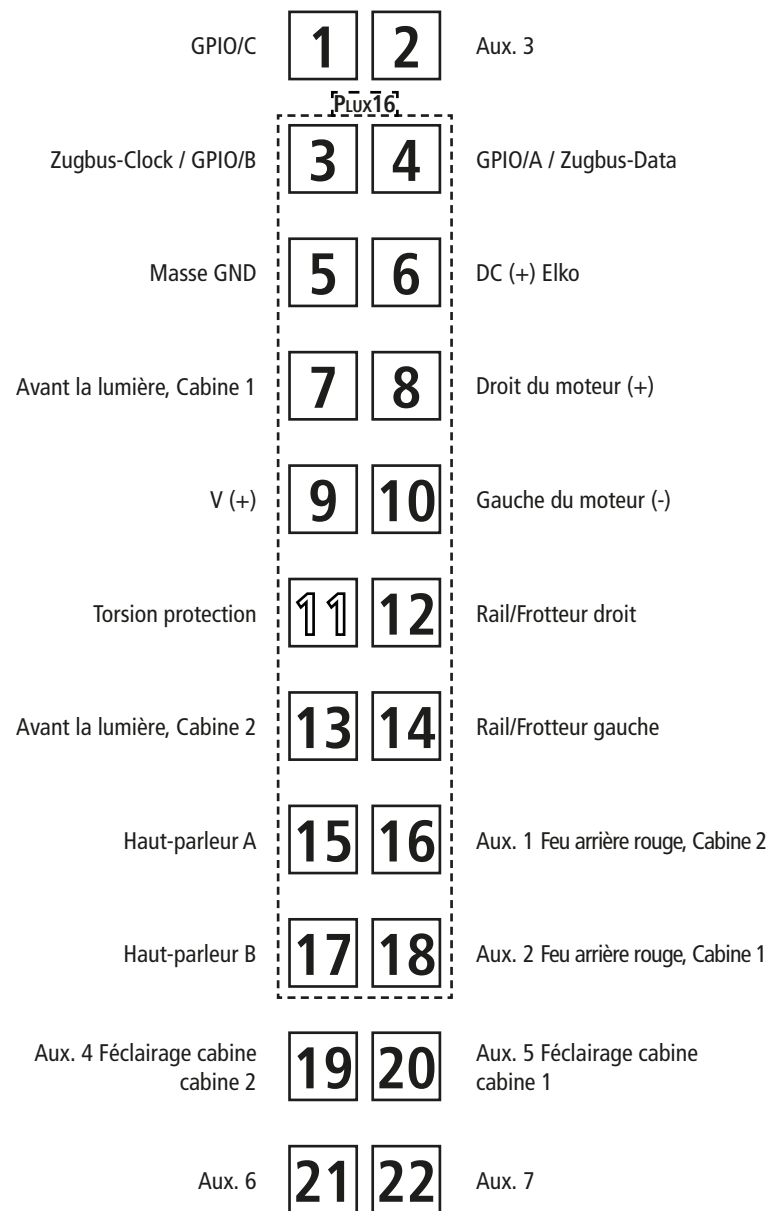 GPIO/C 1 2 Aux. 3
PLUX16
Zugbus-Clock / GPIO/B 3 4 GPIO/A / Zugbus-Data
Masse GND 5 6 DC (+) Elko
Avant la lumière, Cabine 1 7 8 Droit du moteur (+)
V (+) 9 10 Gauche du moteur (-)
Torsion protection 11 12 Rail/Frotteur droit
Avant la lumière, Cabine 2 13 14 Rail/Frotteur gauche
Haut-parleur A 15 16 Aux. 1 Feu arrière rouge, Cabine 2
Haut-parleur B 17 18 Aux. 2 Feu arrière rouge, Cabine 1
Aux. 4 Féclairage cabine
cabine 2
19 20
Aux. 5 Féclairage cabine
cabine 1
Aux. 6 21 22 Aux. 7